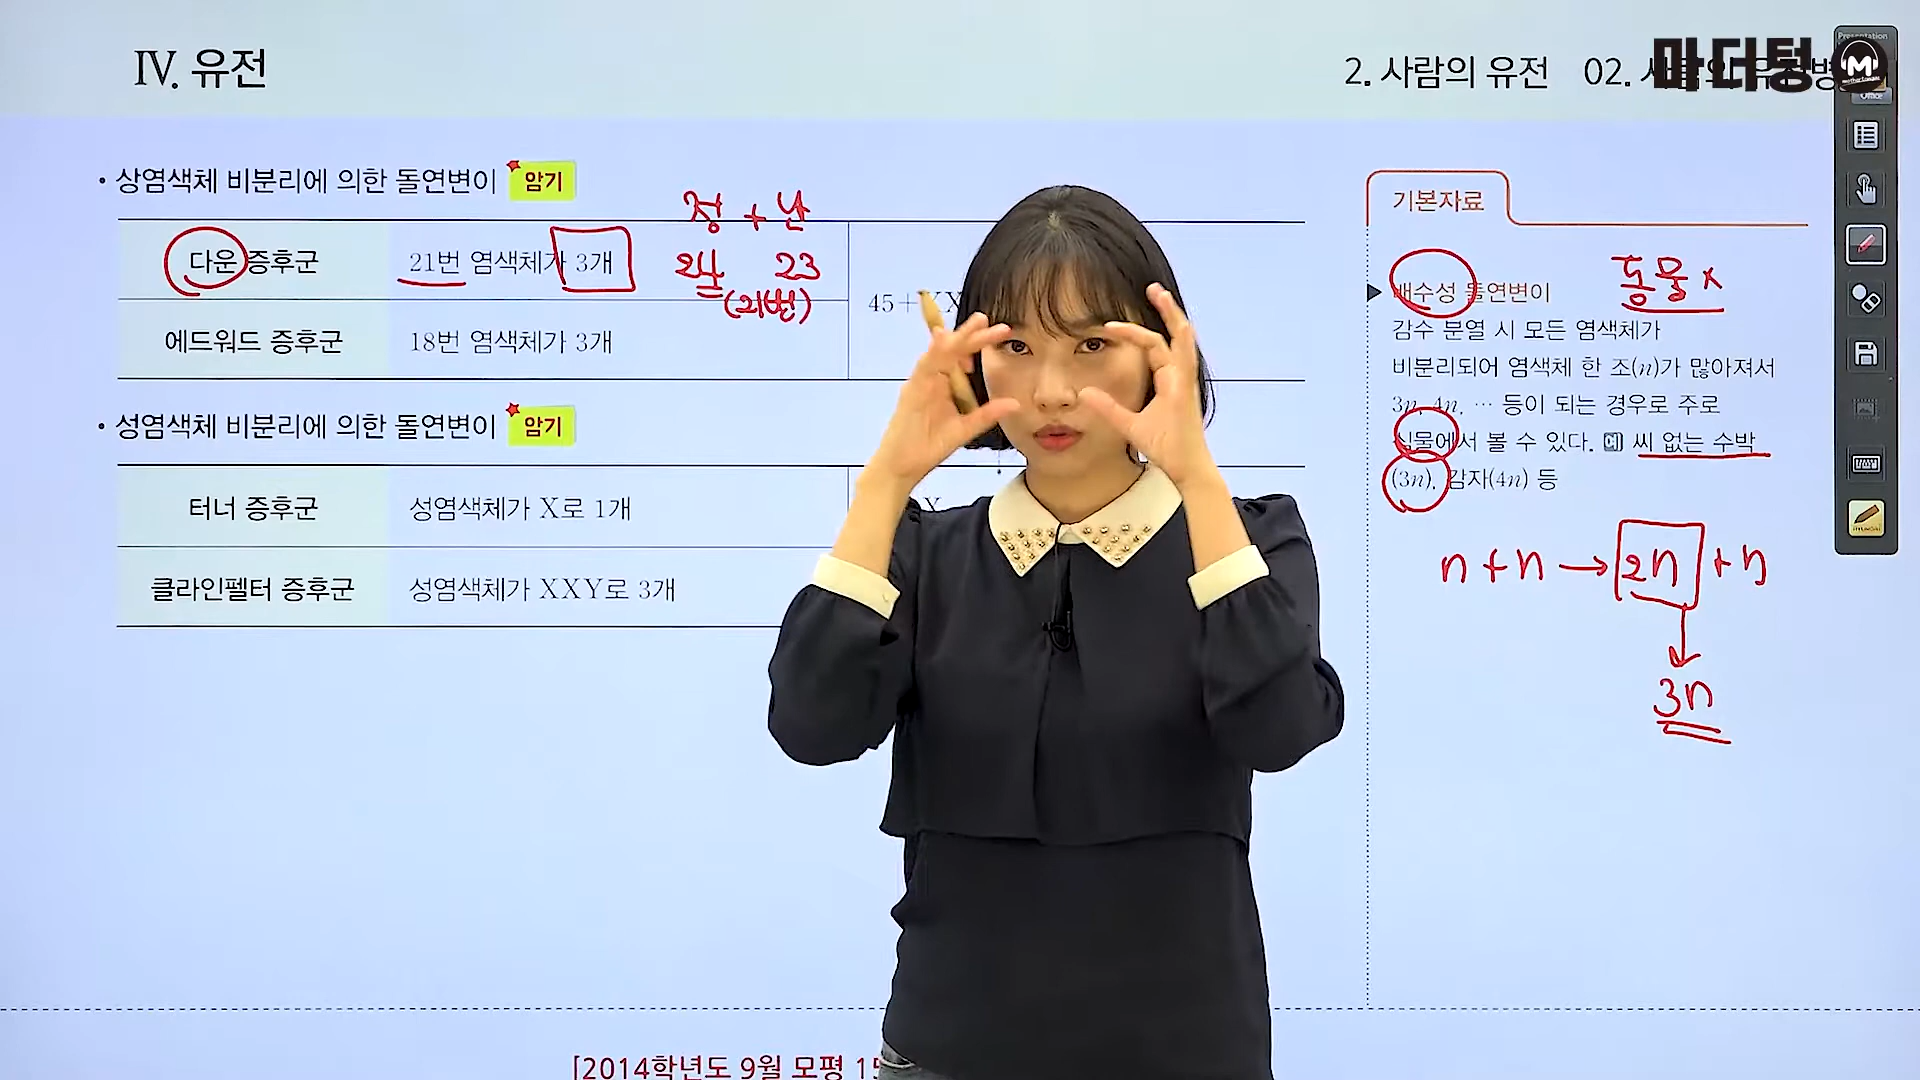 Ⅳ. 유전
2. 사람의 유전 02.
마더텅
M
• 상염색체 비분리에 의한 돌연변이 암기
정 + 난
다운 증후군 21번 염색체가 3개 24 23
(21번)
45+XX
에드워드 증후군 18번 염색체가 3개
• 성염색체 비분리에 의한 돌연변이 암기
터너 증후군 성염색체가 X로 1개 X
클라인펠터 증후군 성염색체가 XXY로 3개
기본자료
배수성 돌연변이 동물 x
감수 분열 시 모든 염색체가
비분리되어 염색체 한 조(n)가 많아져서
3n, 4n, … 등이 되는 경우로 주로
식물에서 볼 수 있다. 예 씨 없는 수박
(3n), 감자(4n) 등
n + n → 2n + n
3n
[2014학년도 9월 모평 15